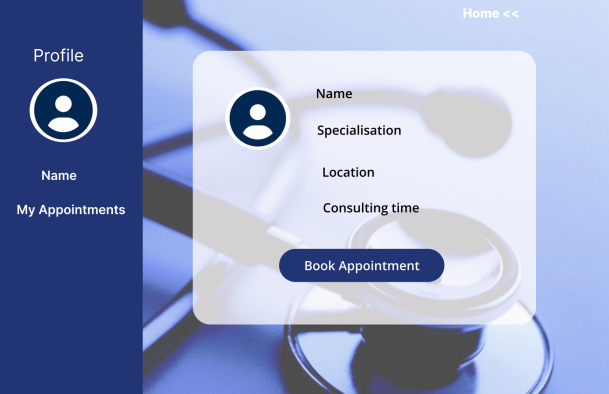 Home <<
Profile
Name
My Appointments
Name
Specialisation
Location
Consulting time
Book Appointment